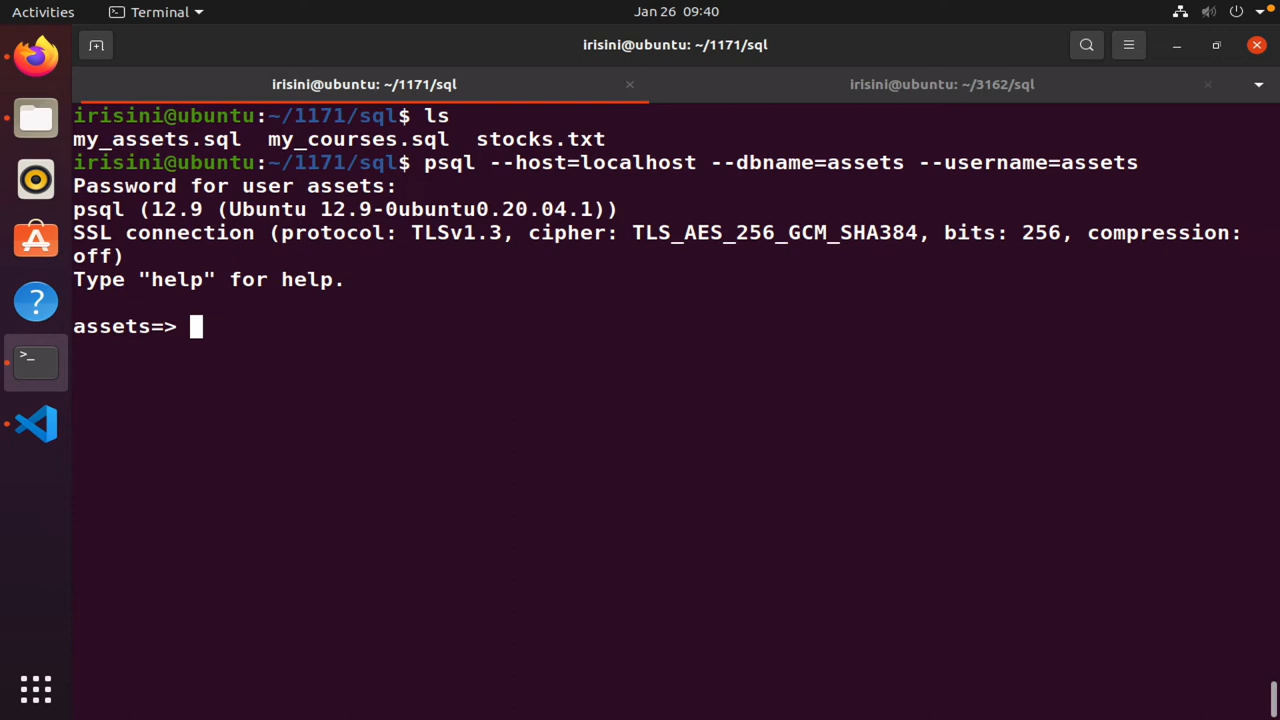 Activities
Terminal
Jan 26 09:40
irisini@ubuntu: ~/1171/sql
irisini@ubuntu: ~/1171/sql
irisini@ubuntu: ~/3162/sql
irisini@ubuntu:~/1171/sql$ ls
my_assets.sql my_courses.sql stocks.txt
irisini@ubuntu:~/1171/sql$ psql --host=localhost --dbname=assets --username=assets
Password for user assets:
psql (12.9 (Ubuntu 12.9-0ubuntu0.20.04.1))
SSL connection (protocol: TLSv1.3, cipher: TLS_AES_256_GCM_SHA384, bits: 256, compression:
off)
Type "help" for help.
assets=>